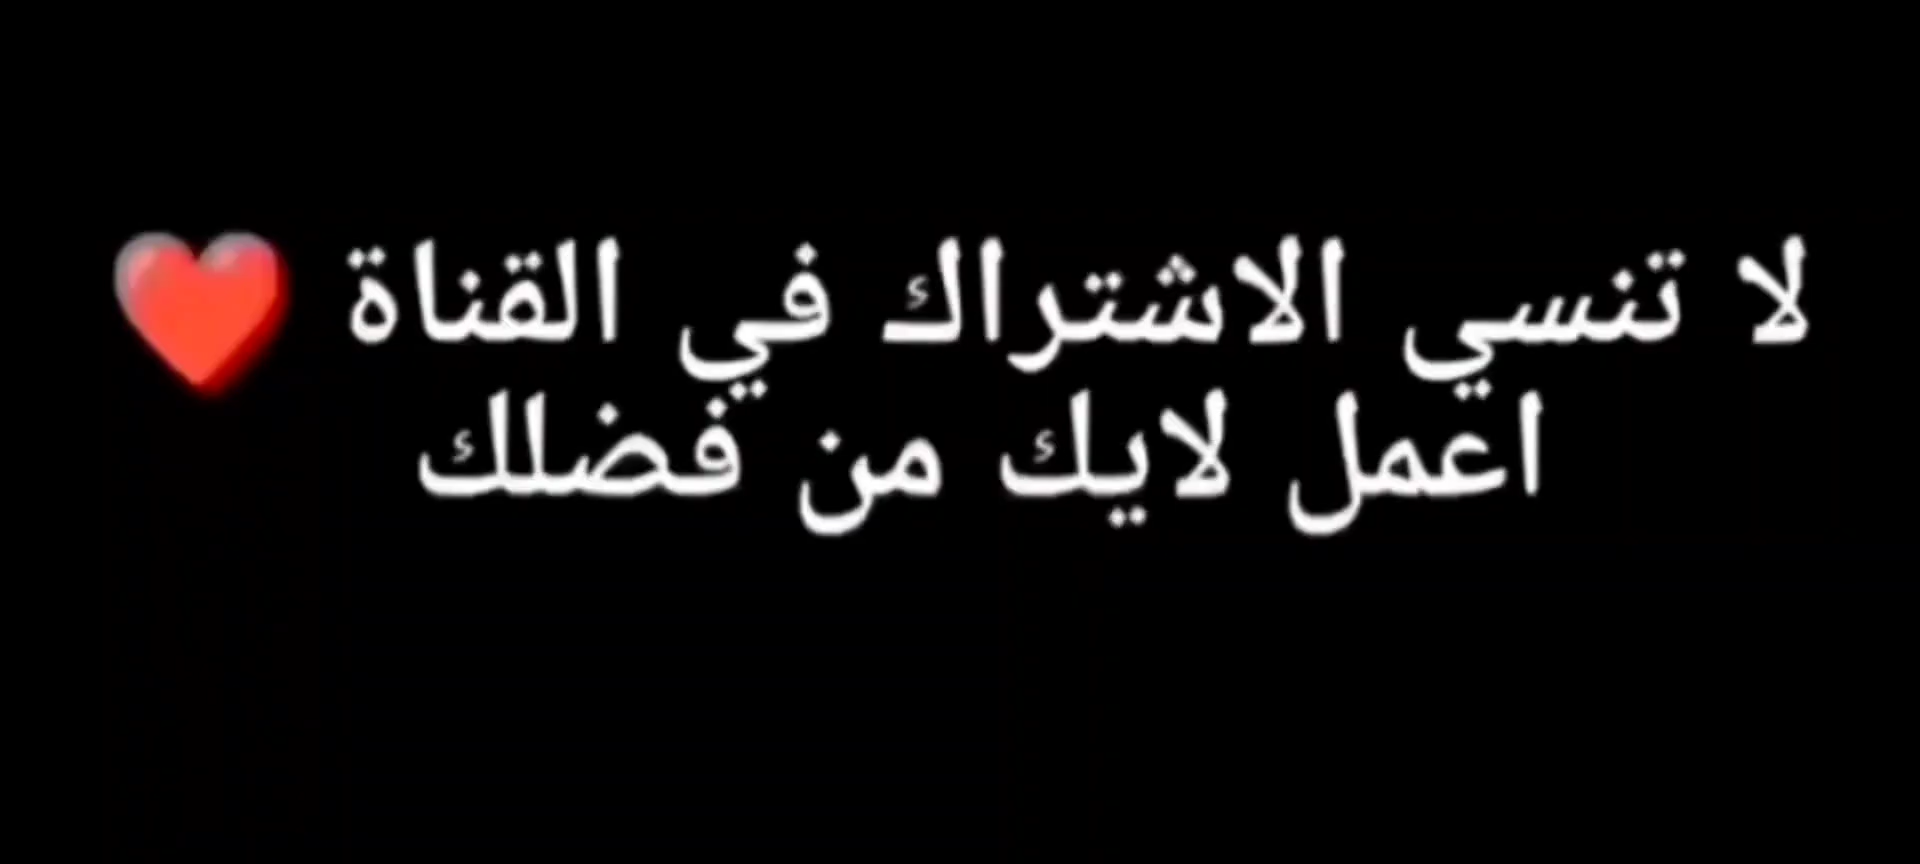 لا تنسي الاشتراك في القناة ❤️
اعمل لايك من فضلك